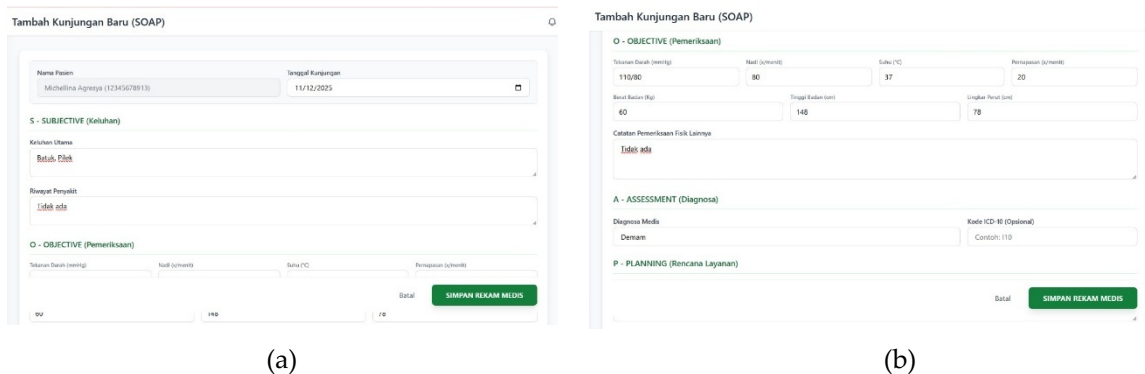 Tambah Kunjungan Baru (SOAP)
Nama Pasien
Tanggal Kunjungan
Michellina Agresya (12345678913)
11/12/2025
S - SUBJECTIVE (Keluhan)
Keluhan Utama
Batuk, Pilek
Riwayat Penyakit
Tidak ada
O - OBJECTIVE (Pemeriksaan)
Tekanan Darah (mmHg)
Nadi (x/menit)
Suhu (°C)
Pernapasan (x/menit)
Batal
SIMPAN REKAM MEDIS
60
148
78
(a)
Tambah Kunjungan Baru (SOAP)
O - OBJECTIVE (Pemeriksaan)
Tekanan Darah (mmHg)
Nadi (x/menit)
Suhu (°C)
Pernapasan (x/menit)
110/80
80
37
20
Berat Badan (Kg)
Tinggi Badan (cm)
Lingkar Perut (cm)
60
148
78
Catatan Pemeriksaan Fisik Lainnya
Tidak ada
A - ASSESSMENT (Diagnosa)
Diagnosa Medis
Kode ICD-10 (Opsional)
Demam
Contoh: I10
P - PLANNING (Rencana Layanan)
Batal
SIMPAN REKAM MEDIS
(b)